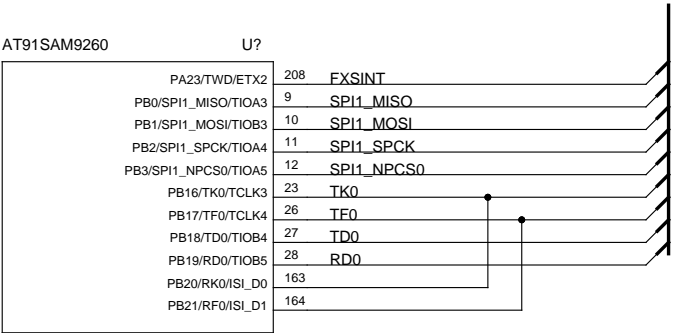 AT91SAM9260 U?
PA23/TWD/ETX2 208 FXSINT
PB0/SPI1_MISO/TIOA3 9 SPI1_MISO
PB1/SPI1_MOSI/TIOB3 10 SPI1_MOSI
PB2/SPI1_SPCK/TIOA4 11 SPI1_SPCK
PB3/SPI1_NPCS0/TIOA5 12 SPI1_NPCS0
PB16/TK0/TCLK3 23 TK0
PB17/TF0/TCLK4 26 TF0
PB18/TD0/TIOB4 27 TD0
PB19/RD0/TIOB5 28 RD0
PB20/RK0/ISI_D0 163
PB21/RF0/ISI_D1 164